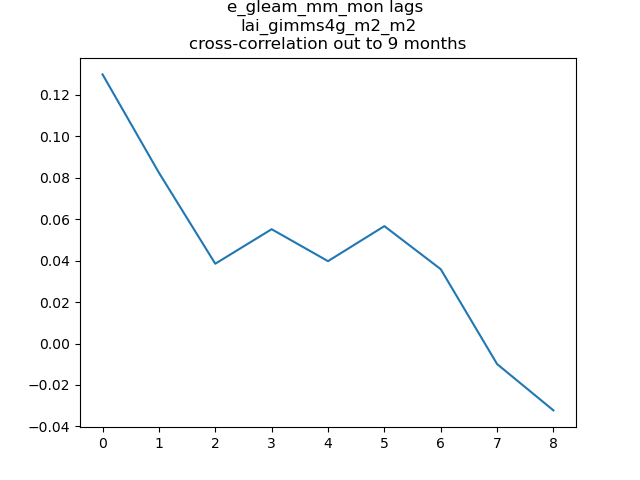 e_gleam_mm_mon lags
lai_gimms4g_m2_m2
cross-correlation out to 9 months
0.12
0.10
0.08
0.06
0.04
0.02
0.00
−0.02
−0.04
0 1 2 3 4 5 6 7 8